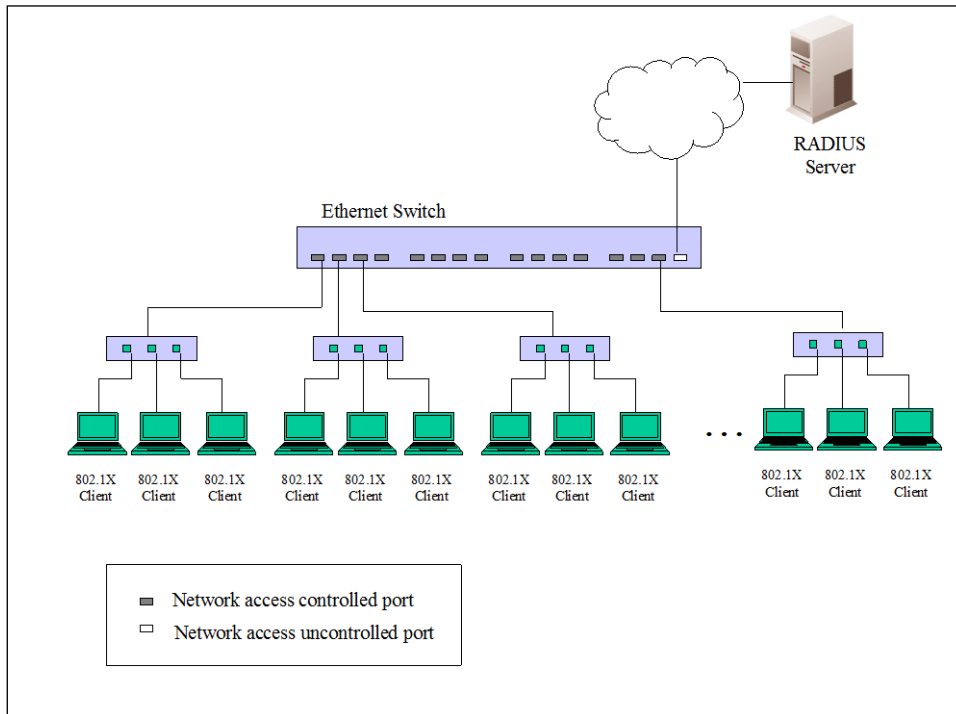 RADIUS
Server
Ethernet Switch
802.1X
Client
802.1X
Client
802.1X
Client
802.1X
Client
802.1X
Client
802.1X
Client
802.1X
Client
802.1X
Client
802.1X
Client
. . .
802.1X
Client
802.1X
Client
802.1X
Client
Network access controlled port
Network access uncontrolled port